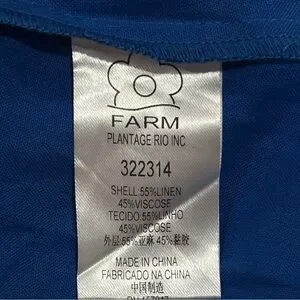 FARM
PLANTAGE RIO INC
322314
SHELL:55%LINEN
45%VISCOSE
TECIDO:55%LINHO
45%VISCOSE
外层:55%亚麻 45%黏胶
MADE IN CHINA
FABRICADO NA CHINA
中国制造